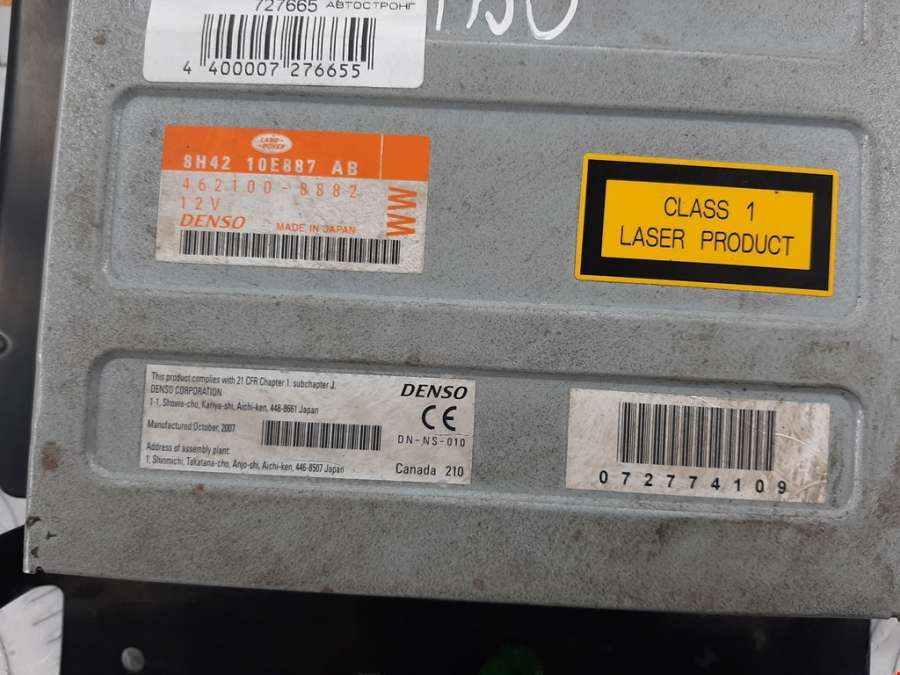 727665 АВТОСТРОНГ
4 400007 276655
LAND-
ROVER
8H42 10E887 AB
462100-8882
12V
DENSO MADE IN JAPAN
WW
CLASS 1
LASER PRODUCT
This product complies with 21 CFR Chapter 1. subchapter J.
DENSO CORPORATION
1-1, Showa-cho, Kariya-shi, Aichi-ken, 448-8661 Japan
Manufactured October, 2007
Address of assembly plant:
1, Shinmichi, Takatana-cho, Anjo-shi, Aichi-ken, 446-8507 Japan
DENSO
CE
DN-NS-010
Canada 210
072774109